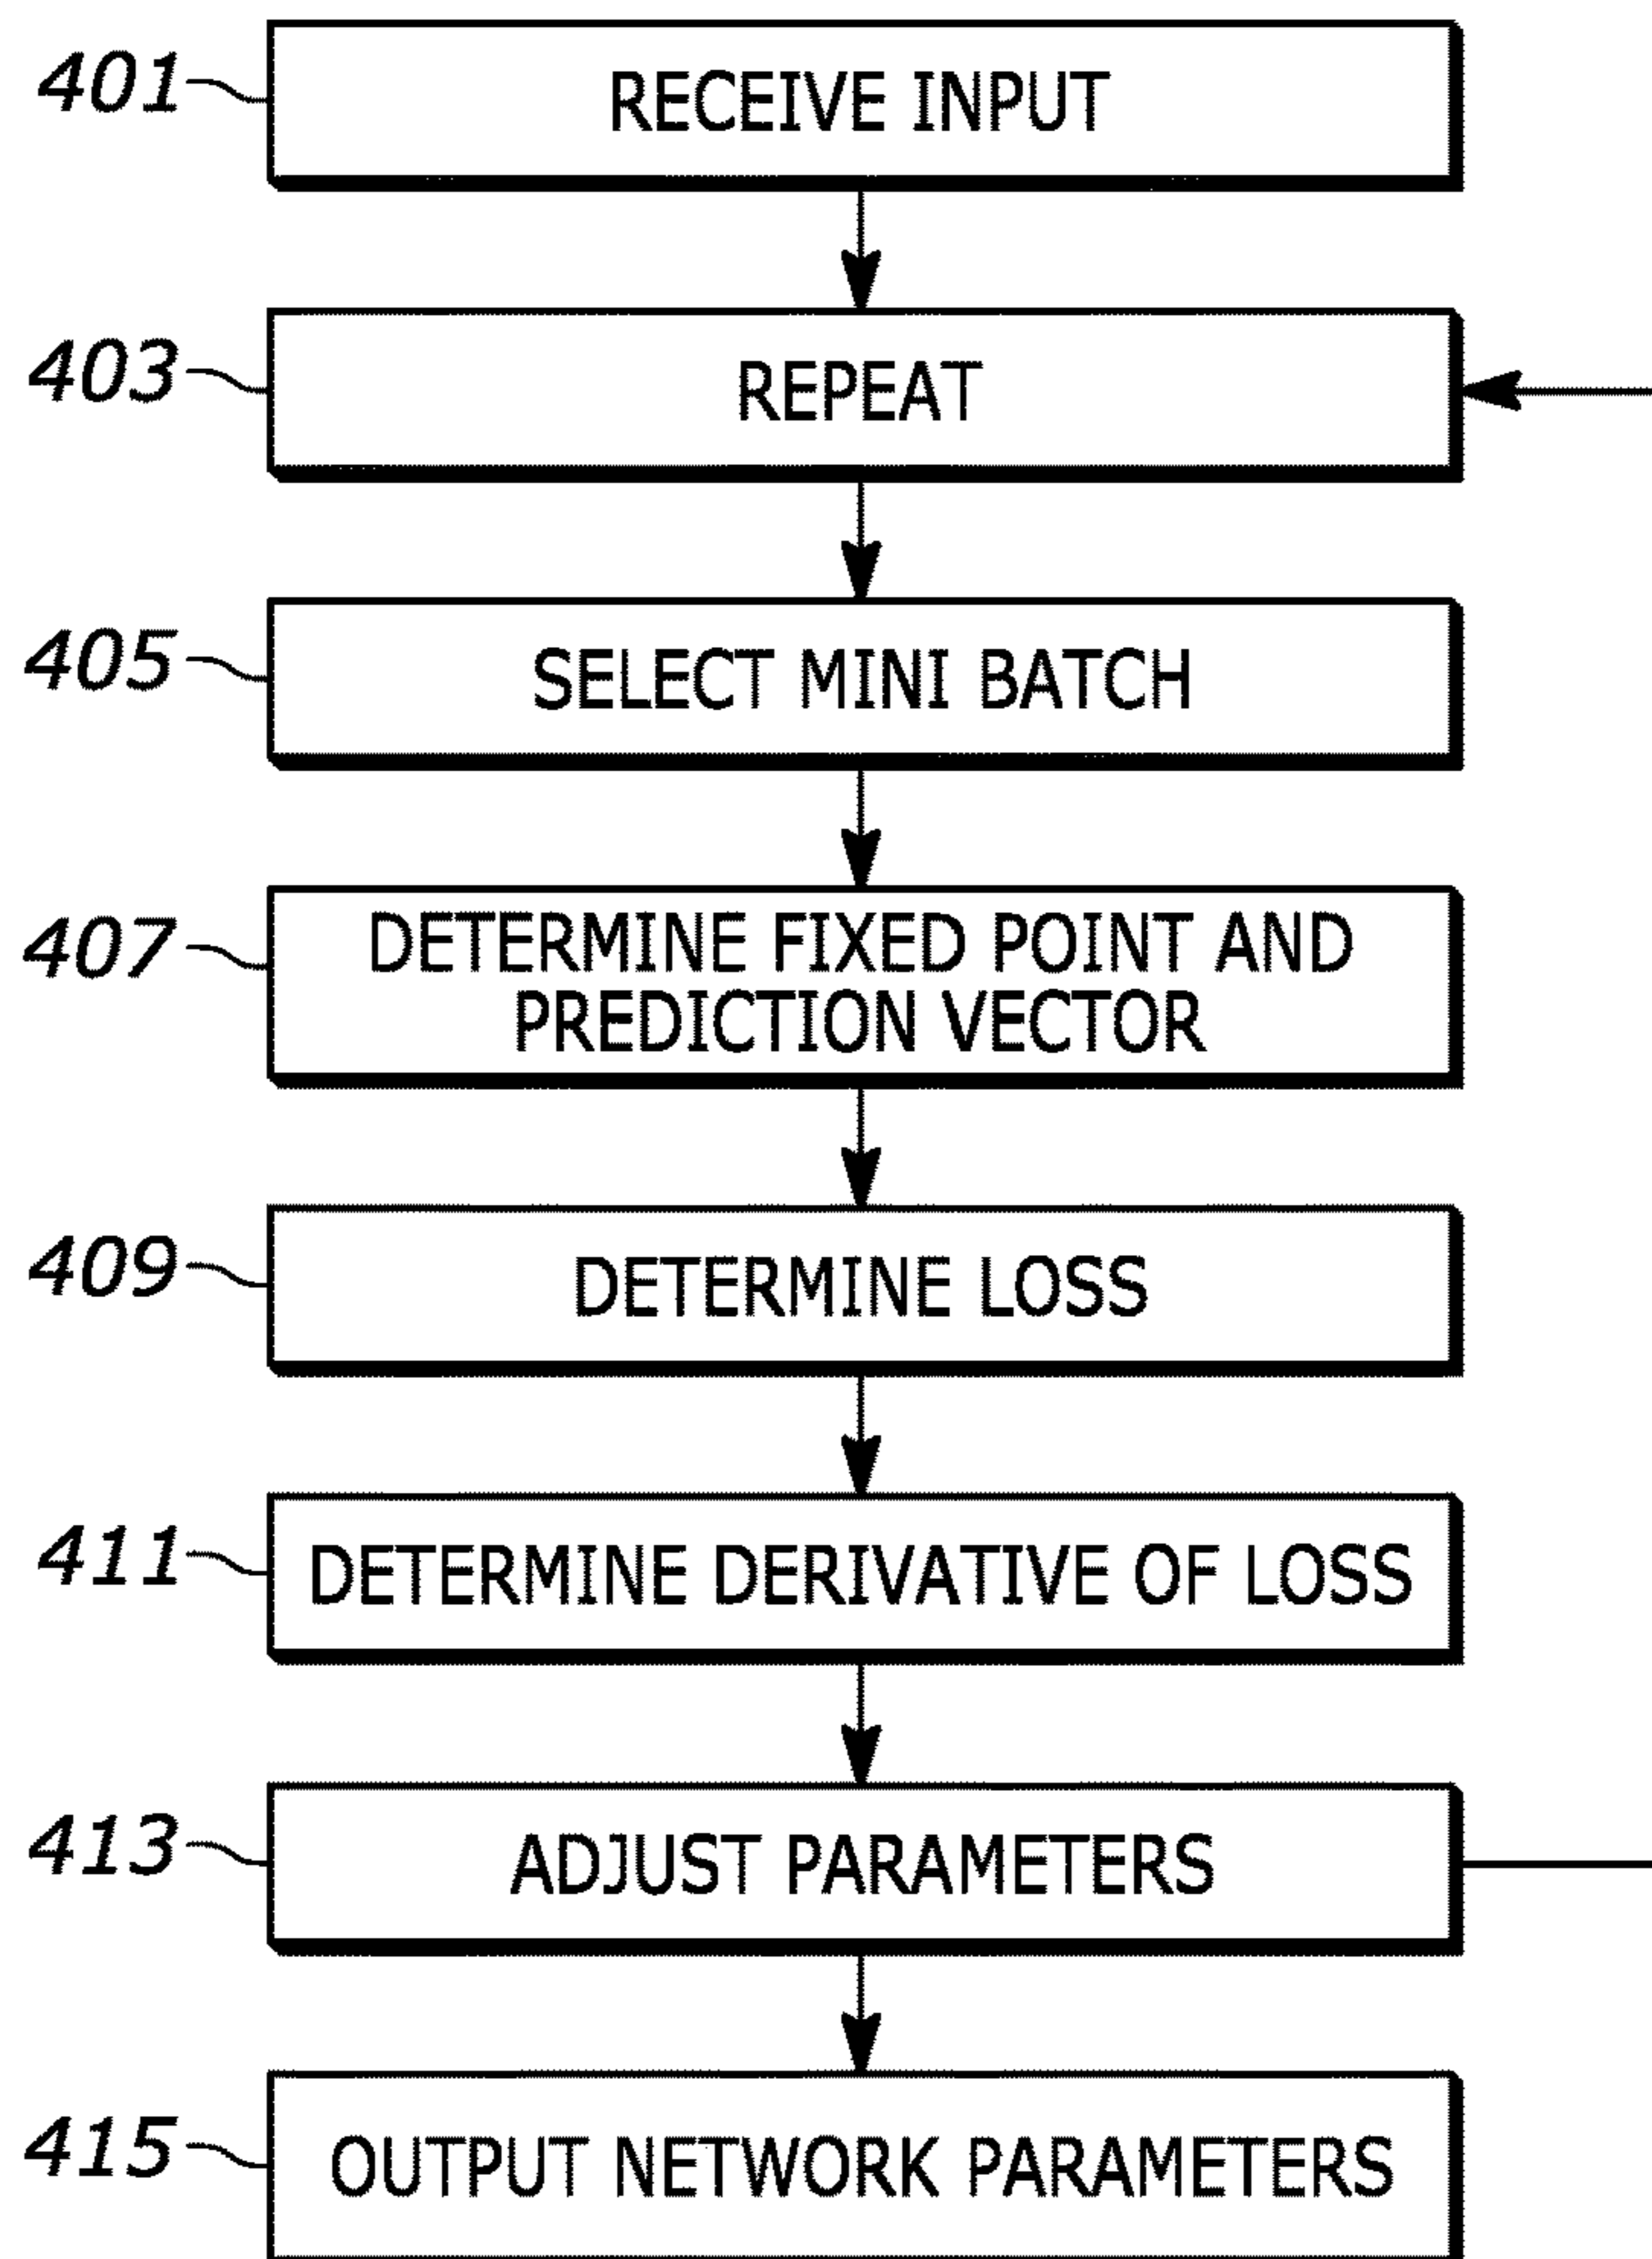 401
RECEIVE INPUT
403
REPEAT
405
SELECT MINI BATCH
407
DETERMINE FIXED POINT AND
PREDICTION VECTOR
409
DETERMINE LOSS
411
DETERMINE DERIVATIVE OF LOSS
413
ADJUST PARAMETERS
415
OUTPUT NETWORK PARAMETERS